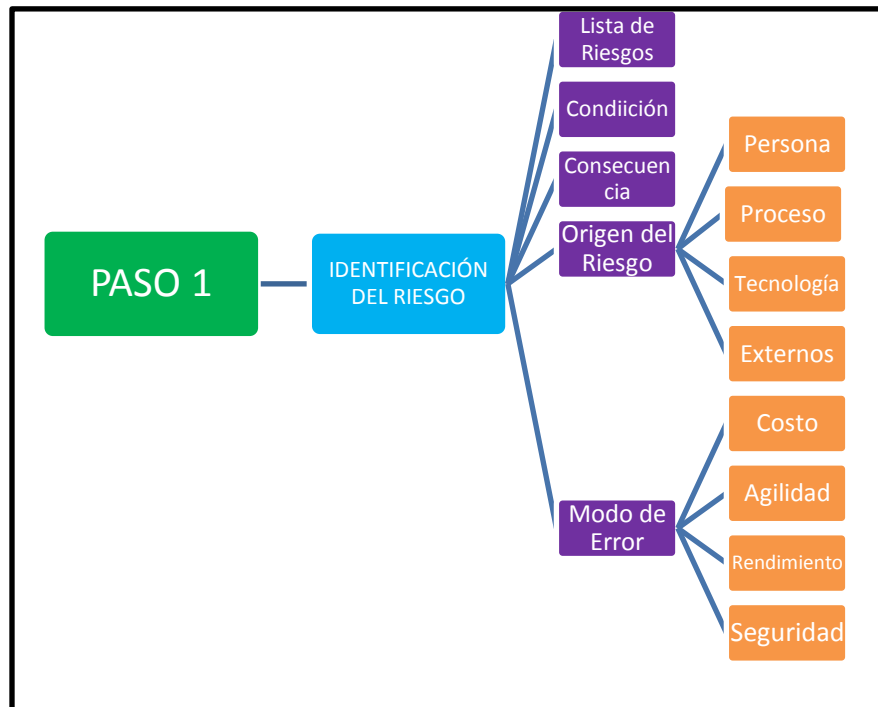 PASO 1
IDENTIFICACIÓN
DEL RIESGO
Lista de
Riesgos
Condiición
Consecuen
cia
Origen del
Riesgo
Persona
Proceso
Tecnología
Externos
Modo de
Error
Costo
Agilidad
Rendimiento
Seguridad